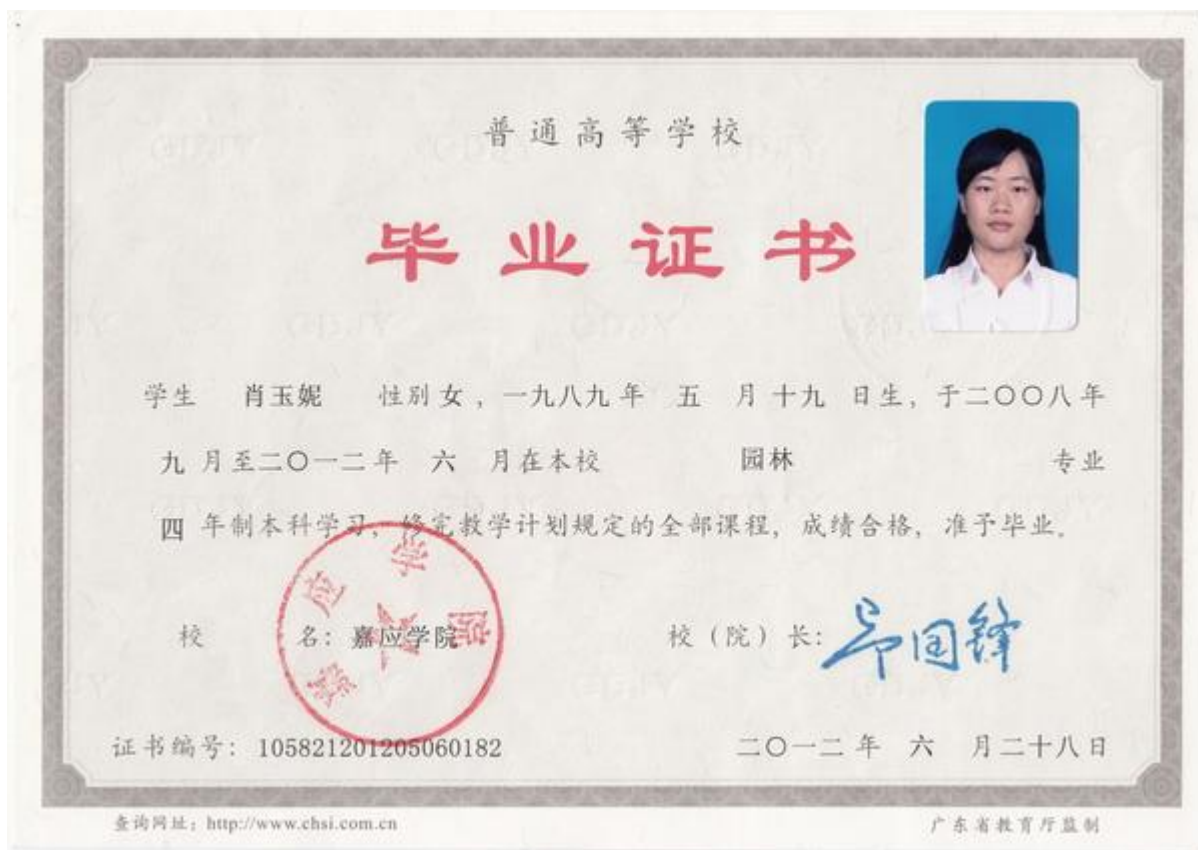 普通高等学校
毕业证书
学生 肖玉妮 性别 女，一九八九年 五 月 十九 日生，于二〇〇八年
九 月至二〇一二年 六 月在本校 园林 专业
四 年制本科学习，修完教学计划规定的全部课程，成绩合格，准予毕业。
嘉应学院
校 名：嘉应学院 校（院）长：
证书编号：105821201205060182 二〇一二年 六 月二十八日
查询网址：http://www.chsi.com.cn 广东省教育厅监制